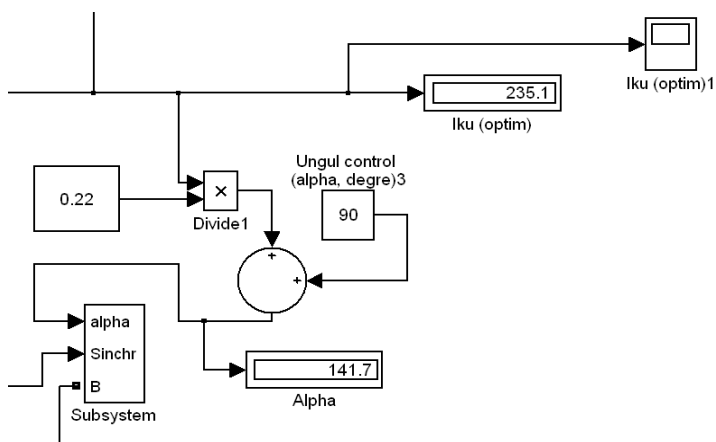 235.1
Iku (optim)
Iku (optim)1
Ungul control
(alpha, degre)3
0.22
×
Divide1
90
+
+
alpha
Sinchr
B
Subsystem
141.7
Alpha